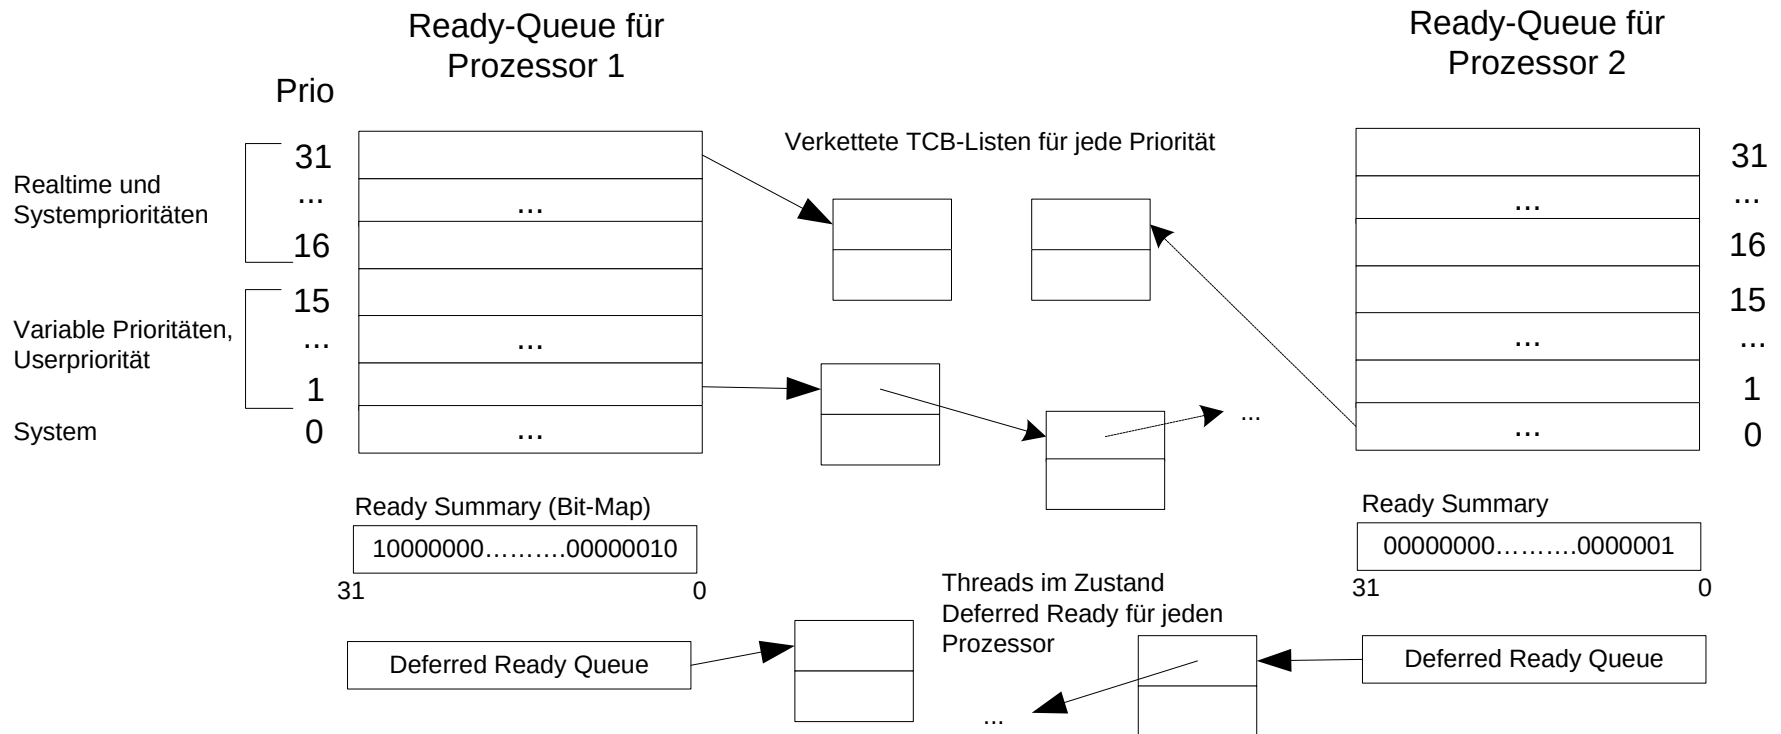 Ready-Queue für
Prozessor 1
Ready-Queue für
Prozessor 2
Prio
Verkettete TCB-Listen für jede Priorität
Realtime und
Systemprioritäten
31
...
16
...
Variable Prioritäten,
Userpriorität
15
...
1
...
System
0
...
...
31
...
...
16
15
...
...
1
...
0
Ready Summary (Bit-Map)
10000000……….00000010
31
0
Ready Summary
00000000……….0000001
31
0
Threads im Zustand
Deferred Ready für jeden
Prozessor
Deferred Ready Queue
...
Deferred Ready Queue